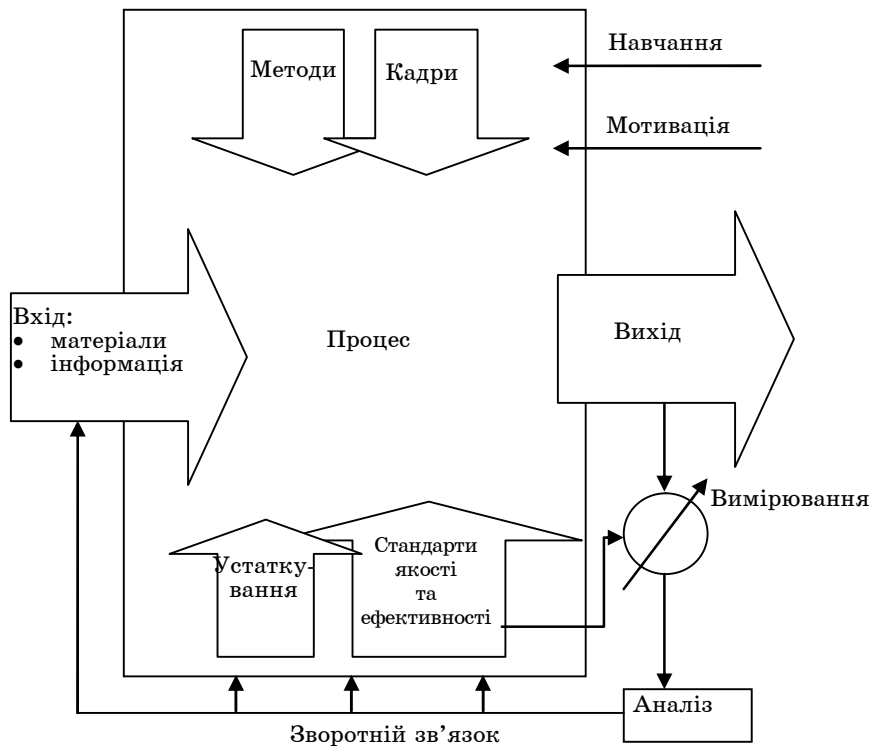 Навчання
Методи
Кадри
Мотивація
Вхід:
• матеріали
• інформація
Процес
Вихід
Вимірювання
Устатку-
вання
Стандарти
якості
та
ефективності
Аналіз
Зворотній зв’язок